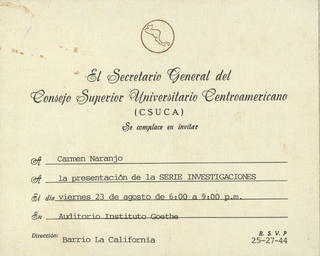 El Secretario General del
Consejo Superior Universitario Centroamericano
(CSUCA)
Se complace en invitar
A Carmen Naranjo
A la presentación de la SERIE INVESTIGACIONES
El día viernes 23 de agosto de 6:00 a 9:00 p.m.
En Auditorio Instituto Goethe
Dirección: Barrio La California
R. S. V. P
25-27-44